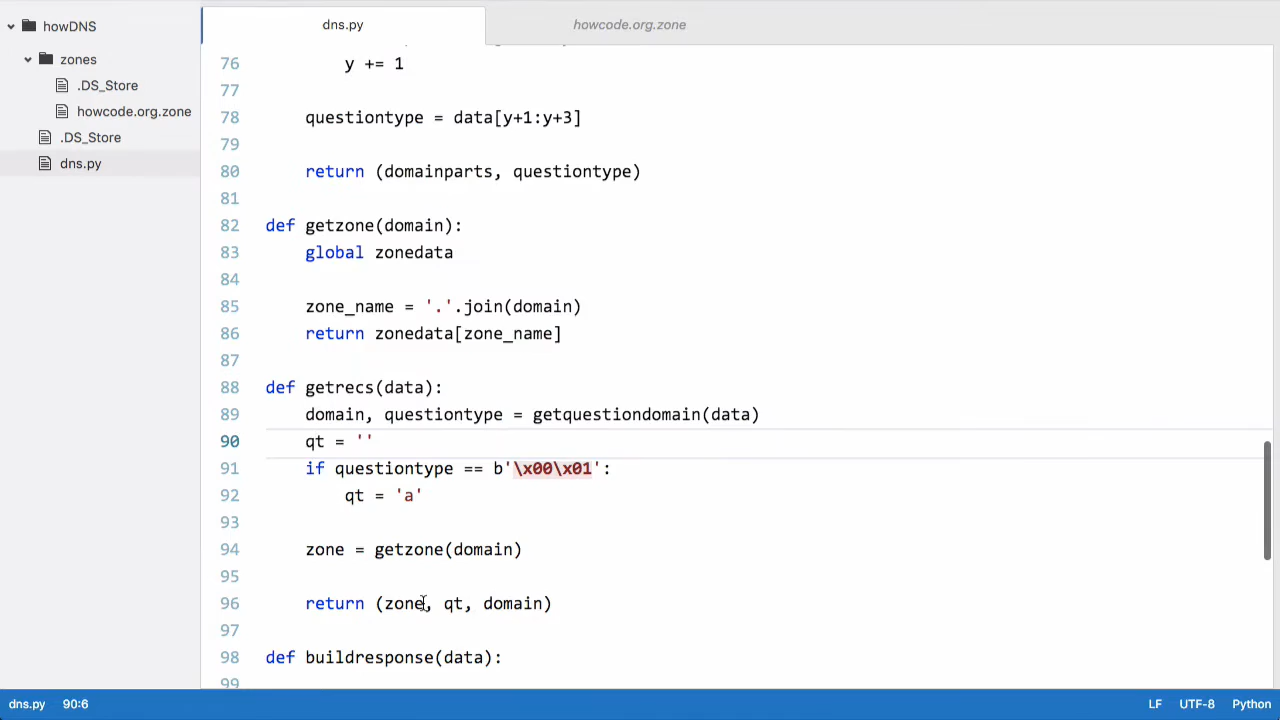 howDNS
zones
.DS_Store
howcode.org.zone
.DS_Store
dns.py
dns.py
howcode.org.zone
76 y += 1
77
78 questiontype = data[y+1:y+3]
79
80 return (domainparts, questiontype)
81
82 def getzone(domain):
83 global zonedata
84
85 zone_name = '.'.join(domain)
86 return zonedata[zone_name]
87
88 def getrecs(data):
89 domain, questiontype = getquestiondomain(data)
90 qt = ''
91 if questiontype == b'\x00\x01':
92 qt = 'a'
93
94 zone = getzone(domain)
95
96 return (zone, qt, domain)
97
98 def buildresponse(data):
99
dns.py 90:6 LF UTF-8 Python